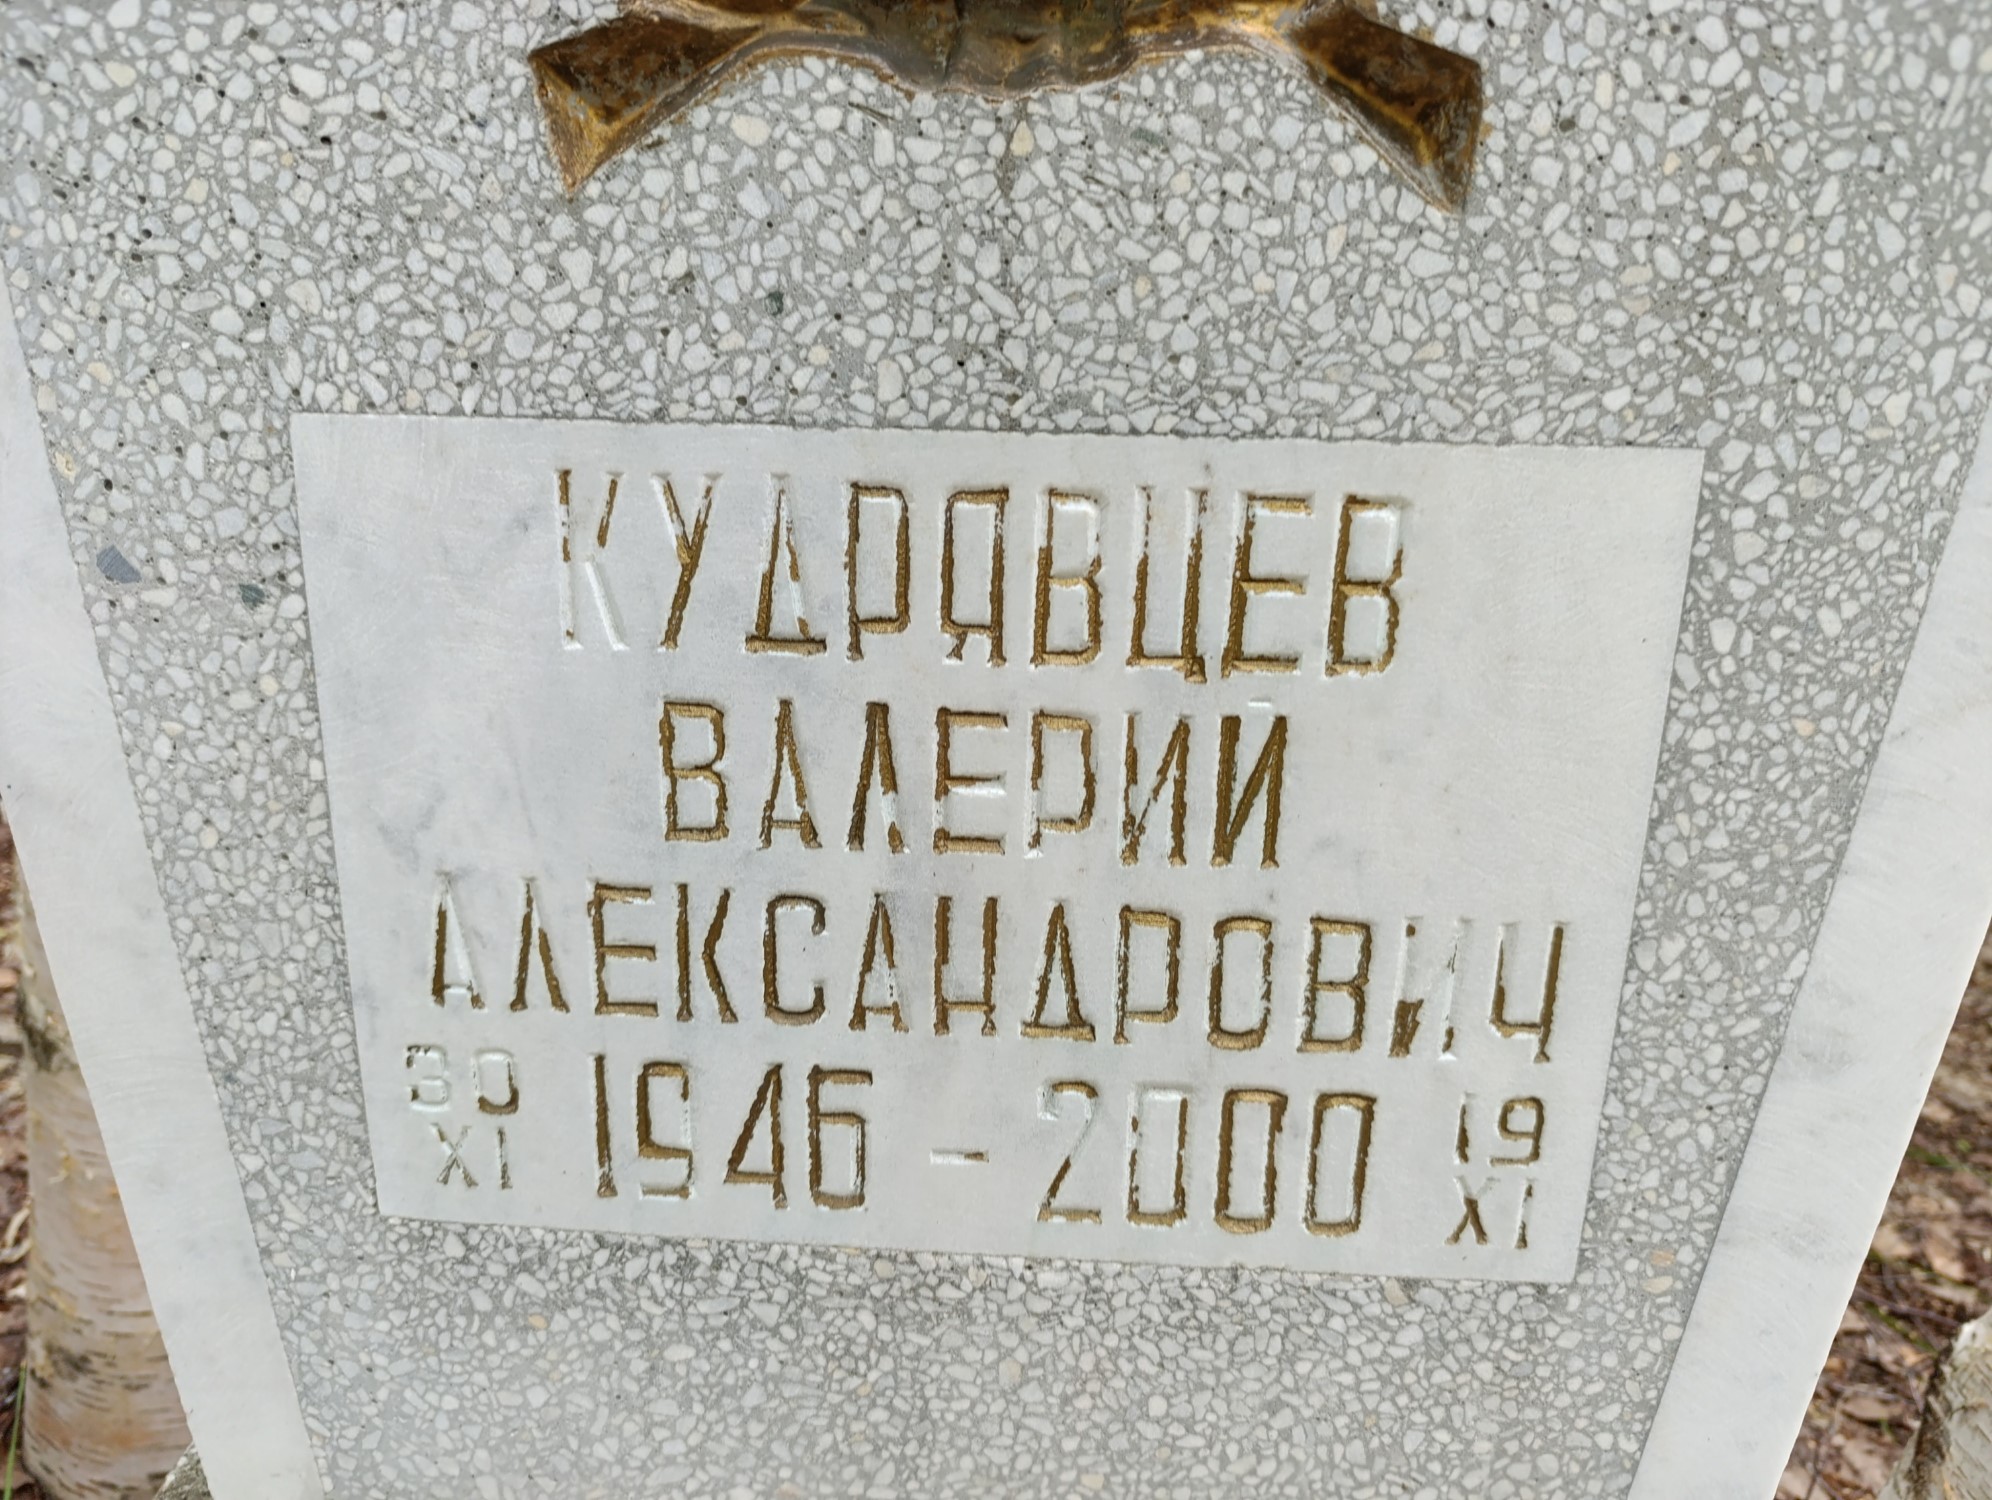 КУДРЯВЦЕВ
ВАЛЕРИЙ
АЛЕКСАНДРОВИЧ
30 XI 1946 - 2000 19 XI